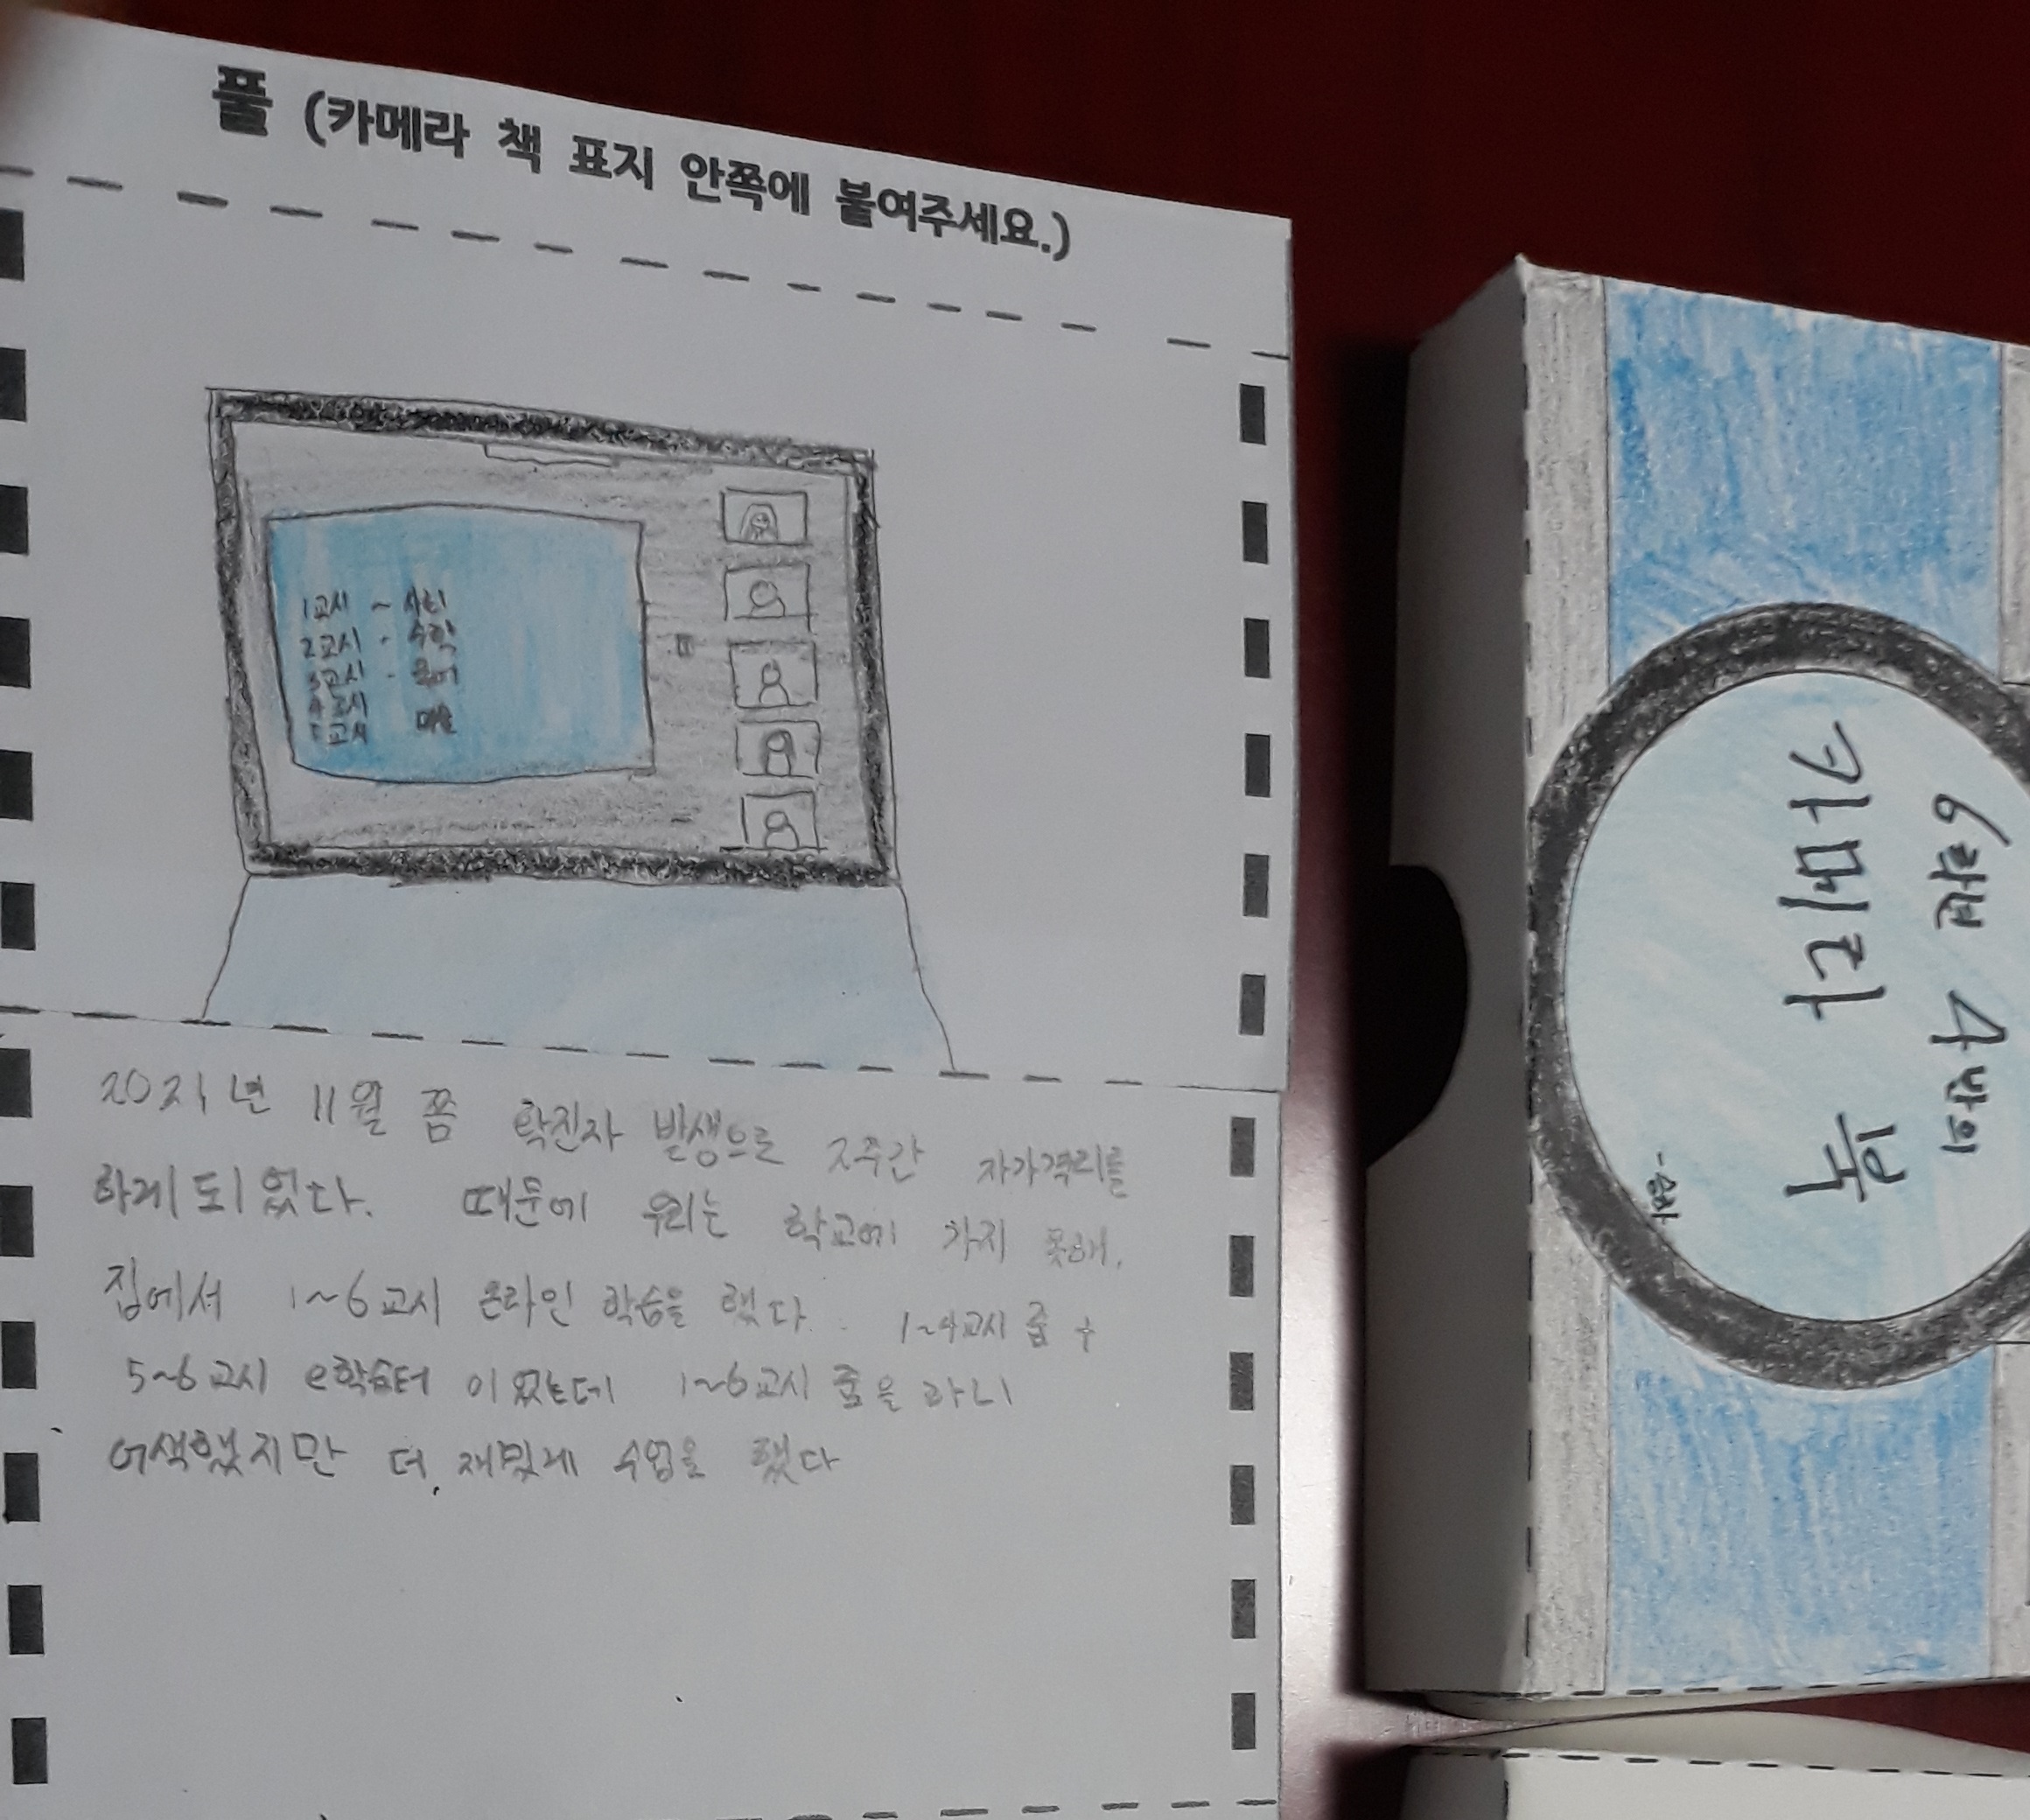 풀 (카메라 책 표지 안쪽에 붙여주세요.)
1교시 ~ 사회
2교시 - 수학
3교시 -
4교시
5교시 미술
2021년 11월 쯤 확진자 발생으로 2주간 자가격리를
하게 되었다. 때문에 우리는 학교에 가지 못해,
집에서 1~6교시 온라인 학습을 했다. 1~4교시 줌 +
5~6교시 e학습터 이었는데 1~6교시 줌을 하니
어색했지만 더 재밌게 수업을 했다
6학년 4반의
카메라 북